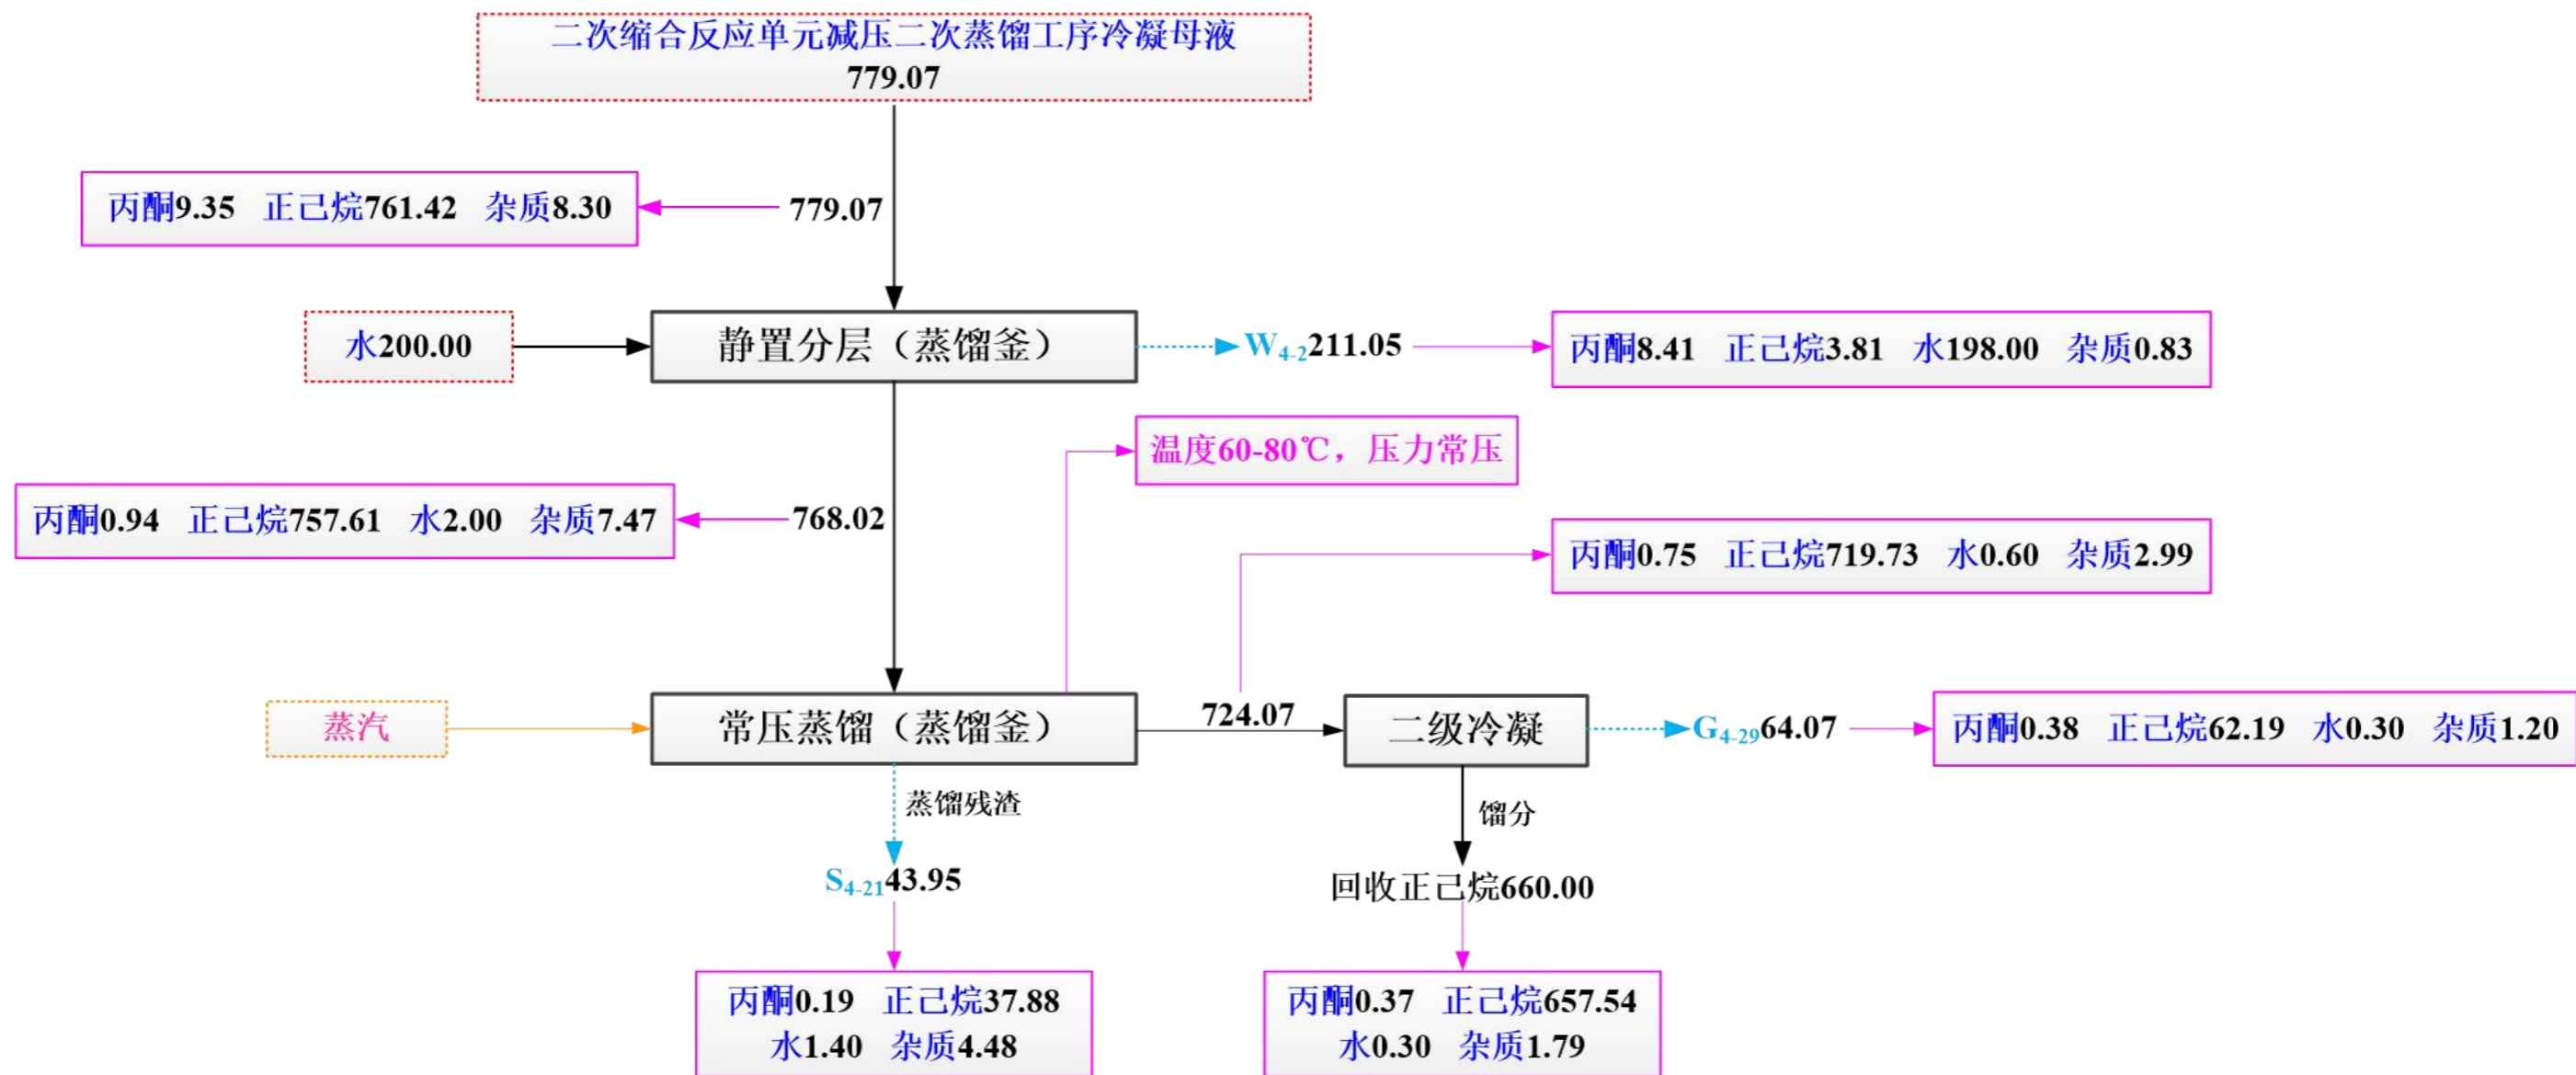 二次缩合反应单元减压二次蒸馏工序冷凝母液
779.07
丙酮9.35 正己烷761.42 杂质8.30
779.07
水200.00
静置分层（蒸馏釜）
W4-2211.05
丙酮8.41 正己烷3.81 水198.00 杂质0.83
温度60-80℃，压力常压
丙酮0.94 正己烷757.61 水2.00 杂质7.47
768.02
丙酮0.75 正己烷719.73 水0.60 杂质2.99
蒸汽
常压蒸馏（蒸馏釜）
724.07
二级冷凝
G4-2964.07
丙酮0.38 正己烷62.19 水0.30 杂质1.20
蒸馏残渣
馏分
S4-2143.95
回收正己烷660.00
丙酮0.19 正己烷37.88
水1.40 杂质4.48
丙酮0.37 正己烷657.54
水0.30 杂质1.79